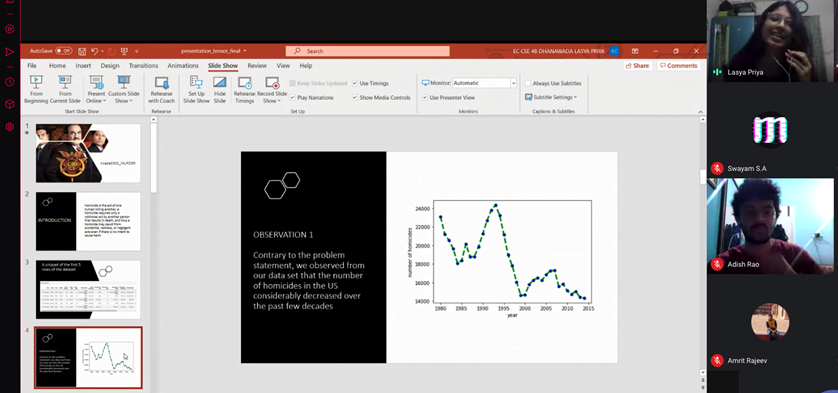 AutoSave
Off
presentation_tensor_final
Search
EC CSE 4B DHANAWADA LASYA PRIYA
EC
File Home Insert Design Transitions Animations Slide Show Review View Help
Share
Comments
From Beginning
From Current Slide
Present Online
Custom Slide Show
Start Slide Show
Rehearse with Coach
Rehearse
Set Up Slide Show
Hide Slide
Rehearse Timings
Record Slide Show
Keep Slides Updated
Play Narrations
Use Timings
Show Media Controls
Set Up
Monitor: Automatic
Use Presenter View
Monitors
Always Use Subtitles
Subtitle Settings
Captions & Subtitles
1
2
INTRODUCTION
3
A snippet of the first 5
rows of the dataset
4
OBSERVATION 1
Contrary to the problem
statement, we observed from
our data set that the number
of homicides in the US
considerably decreased over
the past few decades
number of homicides
24000
22000
20000
18000
16000
14000
1980 1985 1990 1995 2000 2005 2010 2015
year
Lasya Priya
Swayam S.A
Adish Rao
Amrit Rajeev